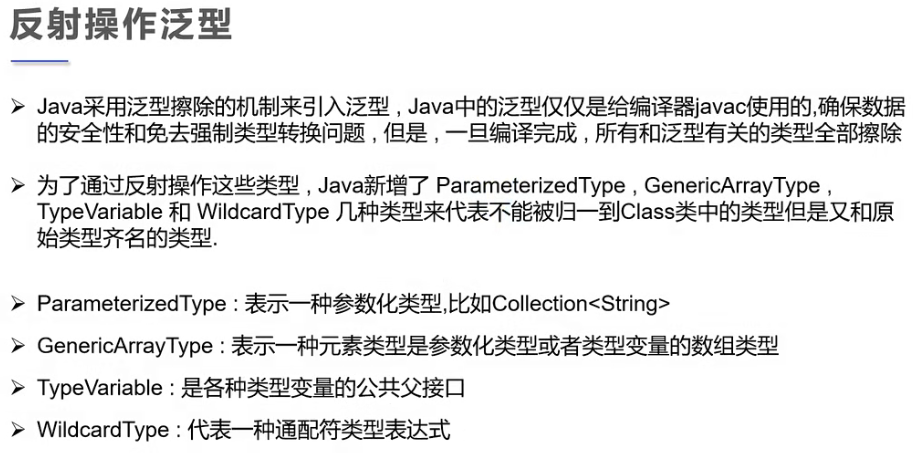 反射操作泛型
➢ Java采用泛型擦除的机制来引入泛型 , Java中的泛型仅仅是给编译器javac使用的,确保数据
的安全性和免去强制类型转换问题 , 但是 , 一旦编译完成 , 所有和泛型有关的类型全部擦除
➢ 为了通过反射操作这些类型 , Java新增了 ParameterizedType , GenericArrayType ,
TypeVariable 和 WildcardType 几种类型来代表不能被归一到Class类中的类型但是又和原
始类型齐名的类型.
➢ ParameterizedType : 表示一种参数化类型,比如Collection<String>
➢ GenericArrayType : 表示一种元素类型是参数化类型或者类型变量的数组类型
➢ TypeVariable : 是各种类型变量的公共父接口
➢ WildcardType : 代表一种通配符类型表达式